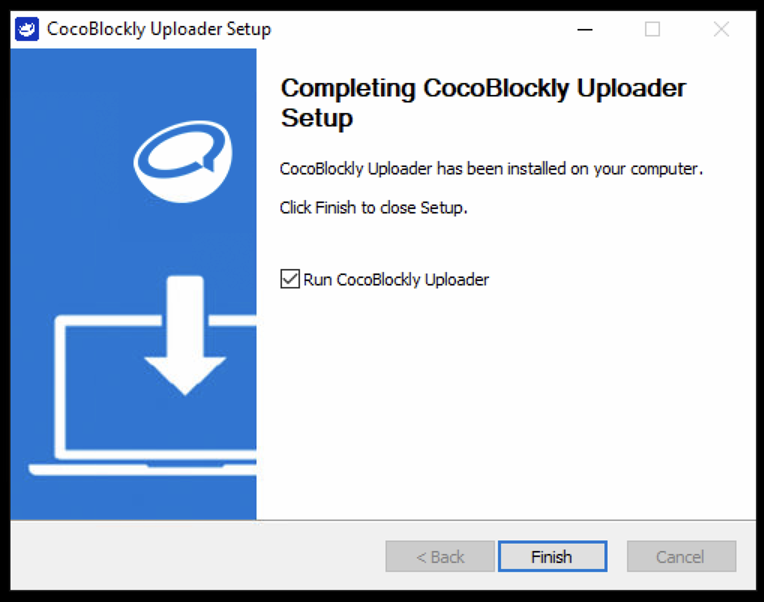 CocoBlockly Uploader Setup
Completing CocoBlockly Uploader
Setup
CocoBlockly Uploader has been installed on your computer.
Click Finish to close Setup.
Run CocoBlockly Uploader
< Back
Finish
Cancel